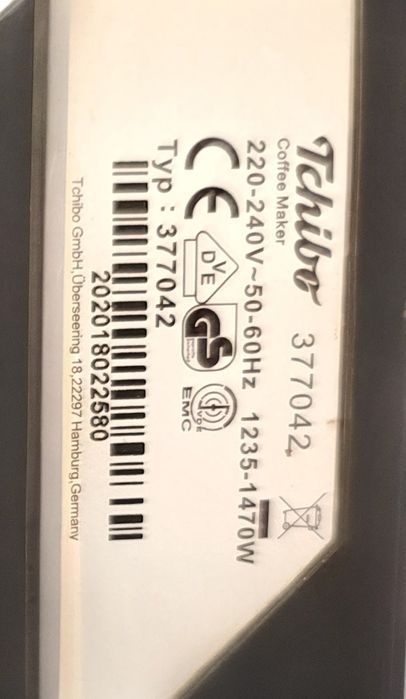 Tchibo 377042
Coffee Maker
220-240V~50-60Hz 1235-1470W
CE DVE GS VDE EMC
Typ : 377042
202018022580
Tchibo GmbH,Überseering 18,22297 Hamburg,Germany